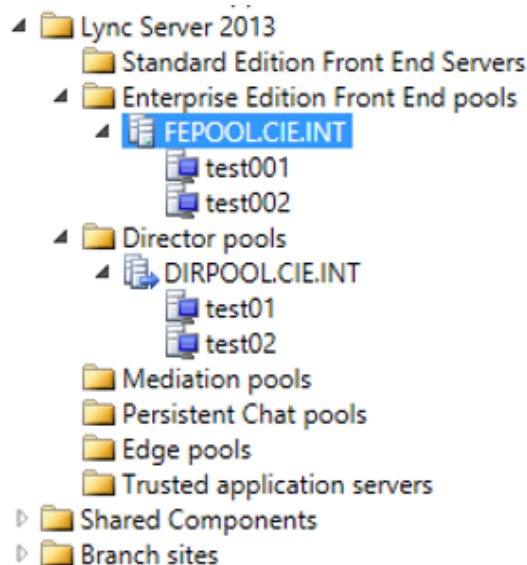 Lync Server 2013
Standard Edition Front End Servers
Enterprise Edition Front End pools
FEPOOL.CIE.INT
test001
test002
Director pools
DIRPOOL.CIE.INT
test01
test02
Mediation pools
Persistent Chat pools
Edge pools
Trusted application servers
Shared Components
Branch sites